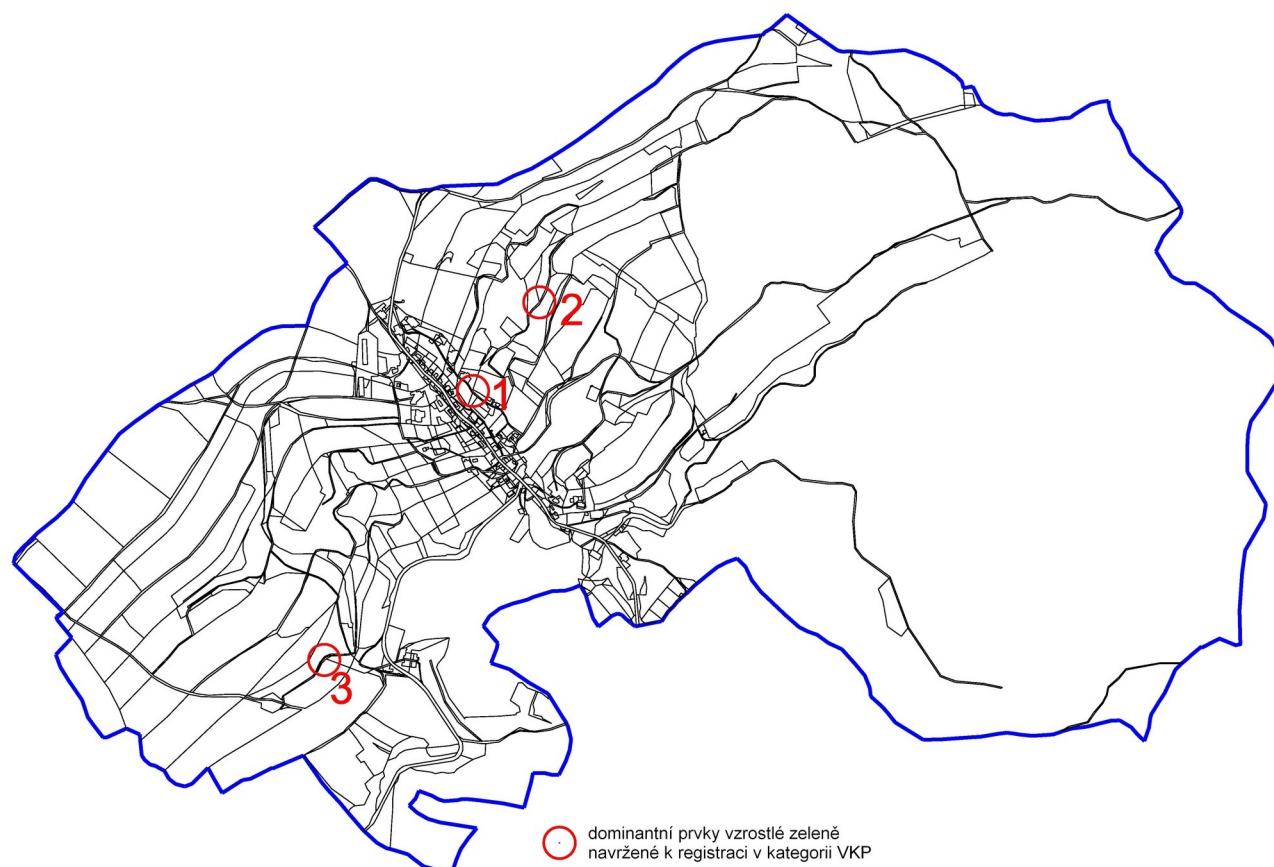 2
1
3
dominantní prvky vzrostlé zeleně
navržené k registraci v kategorii VKP